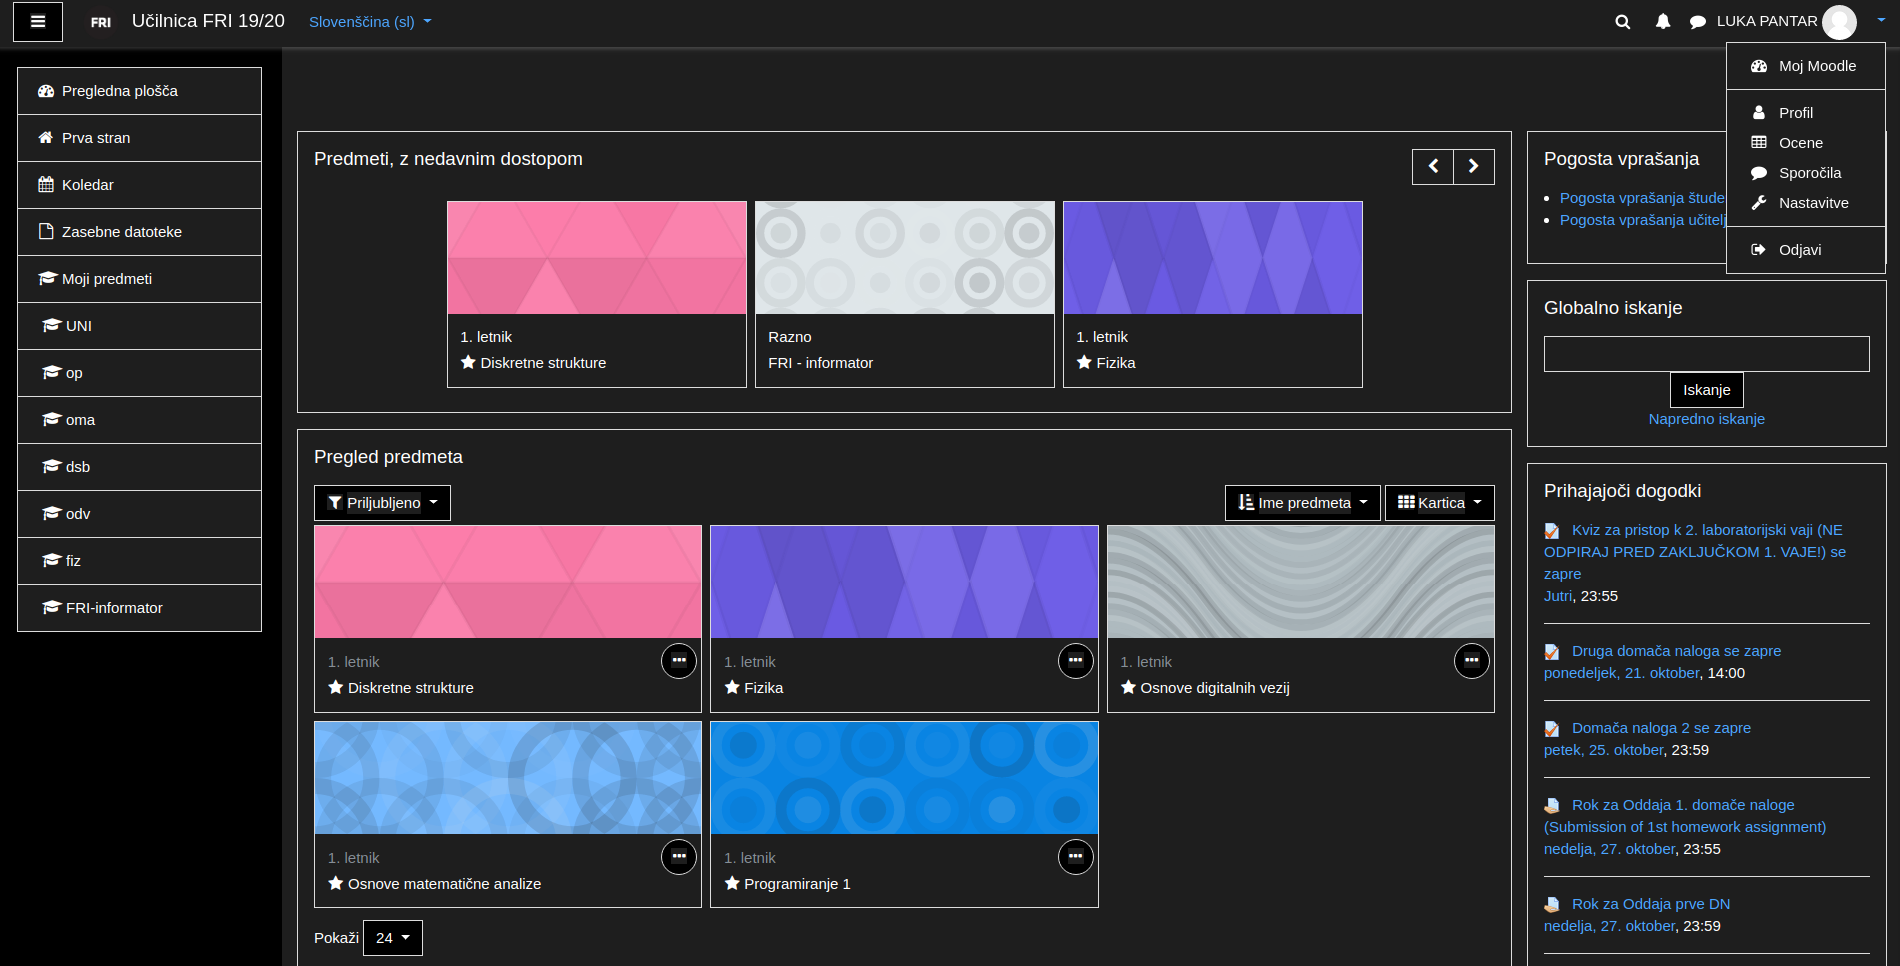 FRI
Učilnica FRI 19/20
Slovenščina (sl)
LUKA PANTAR
Moj Moodle
Profil
Ocene
Sporočila
Nastavitve
Odjavi
Pregledna plošča
Prva stran
Koledar
Zasebne datoteke
Moji predmeti
UNI
op
oma
dsb
odv
fiz
FRI-informator
Predmeti, z nedavnim dostopom
1. letnik
Diskretne strukture
Razno
FRI - informator
1. letnik
Fizika
Pregled predmeta
Priljubljeno
Ime predmeta
Kartica
1. letnik
Diskretne strukture
1. letnik
Fizika
1. letnik
Osnove digitalnih vezij
1. letnik
Osnove matematične analize
1. letnik
Programiranje 1
Pokaži 24
Pogosta vprašanja
Pogosta vprašanja štude
Pogosta vprašanja učitelj
Globalno iskanje
Iskanje
Napredno iskanje
Prihajajoči dogodki
Kviz za pristop k 2. laboratorijski vaji (NE
ODPIRAJ PRED ZAKLJUČKOM 1. VAJE!) se
zapre
Jutri, 23:55
Druga domača naloga se zapre
ponedeljek, 21. oktober, 14:00
Domača naloga 2 se zapre
petek, 25. oktober, 23:59
Rok za Oddaja 1. domače naloge
(Submission of 1st homework assignment)
nedelja, 27. oktober, 23:55
Rok za Oddaja prve DN
nedelja, 27. oktober, 23:59